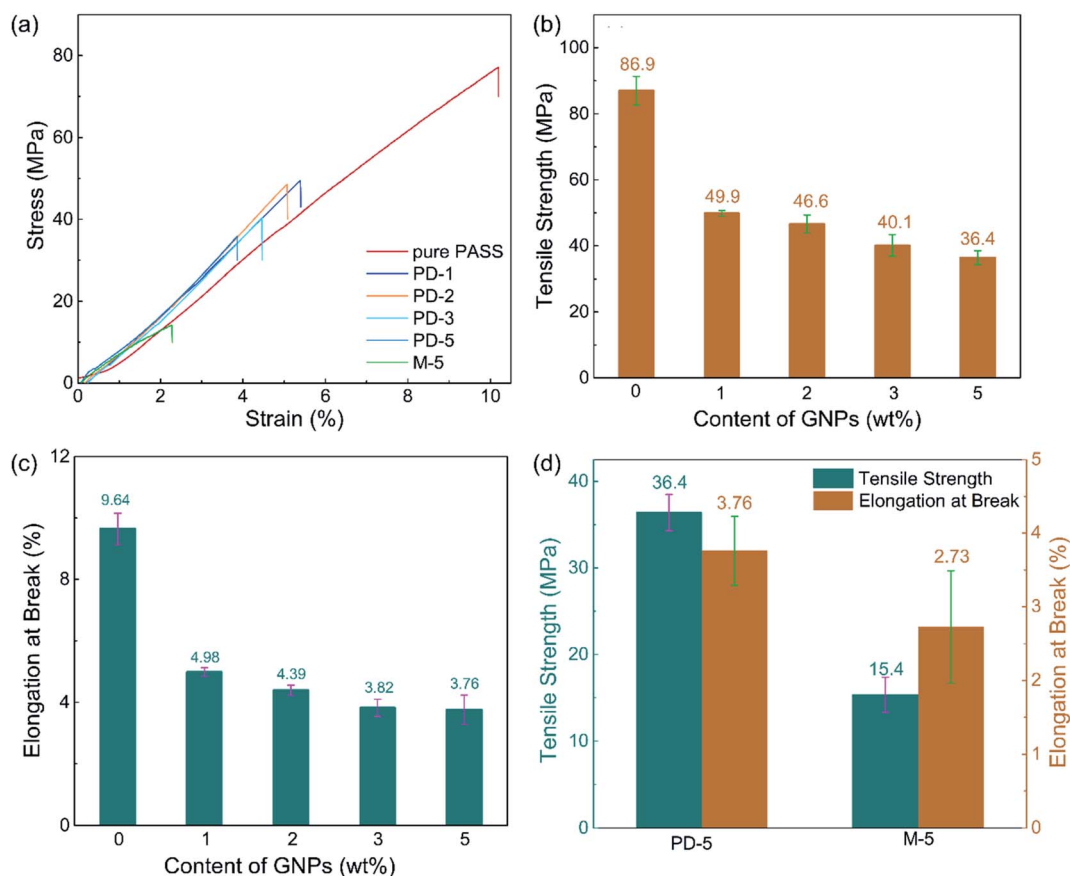 (a)
80
60
40
20
0
Stress (MPa)
pure PASS
PD-1
PD-2
PD-3
PD-5
M-5
0 2 4 6 8 10
Strain (%)
(b)
100
80
60
40
20
0
Tensile Strength (MPa)
86.9
49.9
46.6
40.1
36.4
0 1 2 3 5
Content of GNPs (wt%)
(c)
12
9
6
4
0
Elongation at Break (%)
9.64
4.98
4.39
3.82
3.76
0 1 2 3 5
Content of GNPs (wt%)
(d)
40
30
20
10
0
Tensile Strength (MPa)
Tensile Strength
Elongation at Break
36.4
3.76
15.4
2.73
PD-5 M-5
5
4
3
2
1
0
Elongation at Break (%)